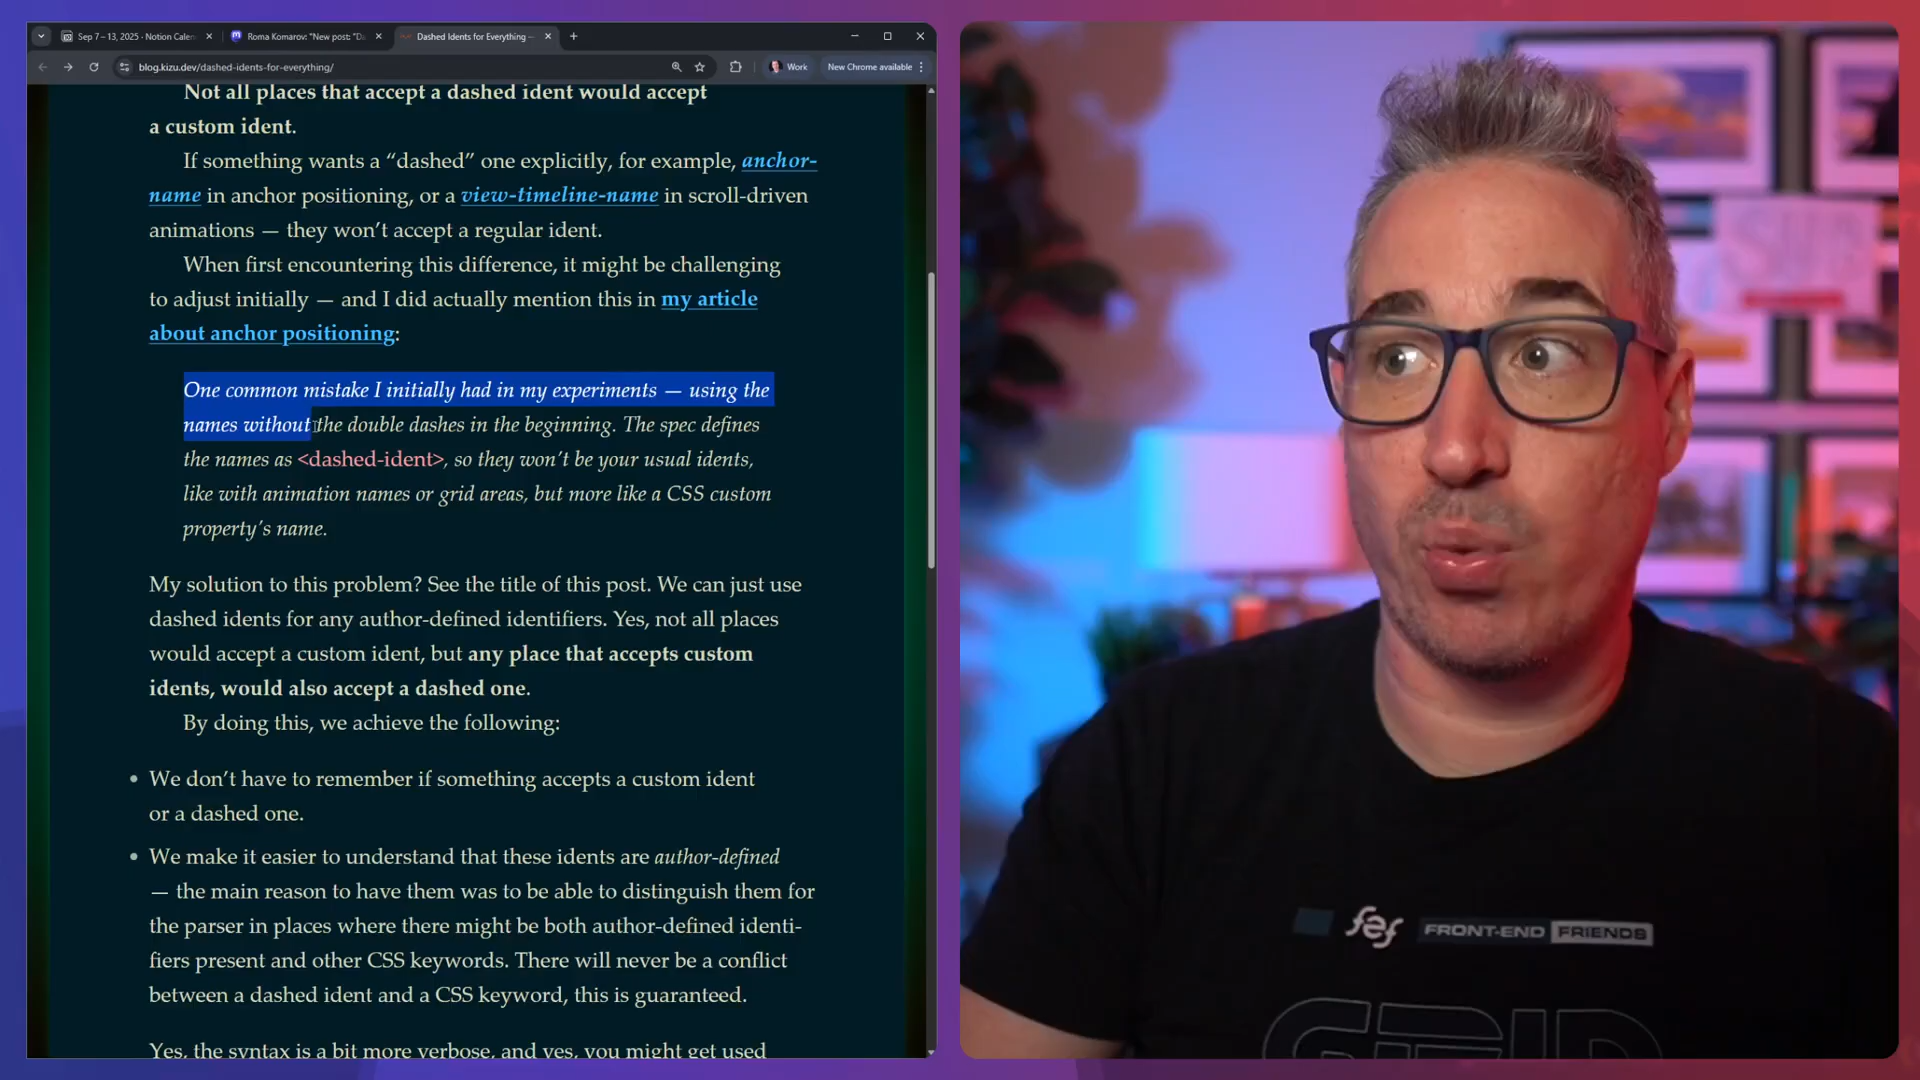 Sep 7 – 13, 2025 · Notion Calen
Roma Komarov: "New post: "Da
Dashed Idents for Everything —
blog.kizu.dev/dashed-idents-for-everything/
Work
New Chrome available
Not all places that accept a dashed ident would accept
a custom ident.
If something wants a “dashed” one explicitly, for example, anchor-
name in anchor positioning, or a view-timeline-name in scroll-driven
animations — they won’t accept a regular ident.
When first encountering this difference, it might be challenging
to adjust initially — and I did actually mention this in my article
about anchor positioning:
One common mistake I initially had in my experiments — using the
names without the double dashes in the beginning. The spec defines
the names as <dashed-ident>, so they won’t be your usual idents,
like with animation names or grid areas, but more like a CSS custom
property’s name.
My solution to this problem? See the title of this post. We can just use
dashed idents for any author-defined identifiers. Yes, not all places
would accept a custom ident, but any place that accepts custom
idents, would also accept a dashed one.
By doing this, we achieve the following:
We don’t have to remember if something accepts a custom ident
or a dashed one.
We make it easier to understand that these idents are author-defined
— the main reason to have them was to be able to distinguish them for
the parser in places where there might be both author-defined identi-
fiers present and other CSS keywords. There will never be a conflict
between a dashed ident and a CSS keyword, this is guaranteed.
Yes, the syntax is a bit more verbose, and yes, you might get used
fef FRONT-END FRIENDS
GRID